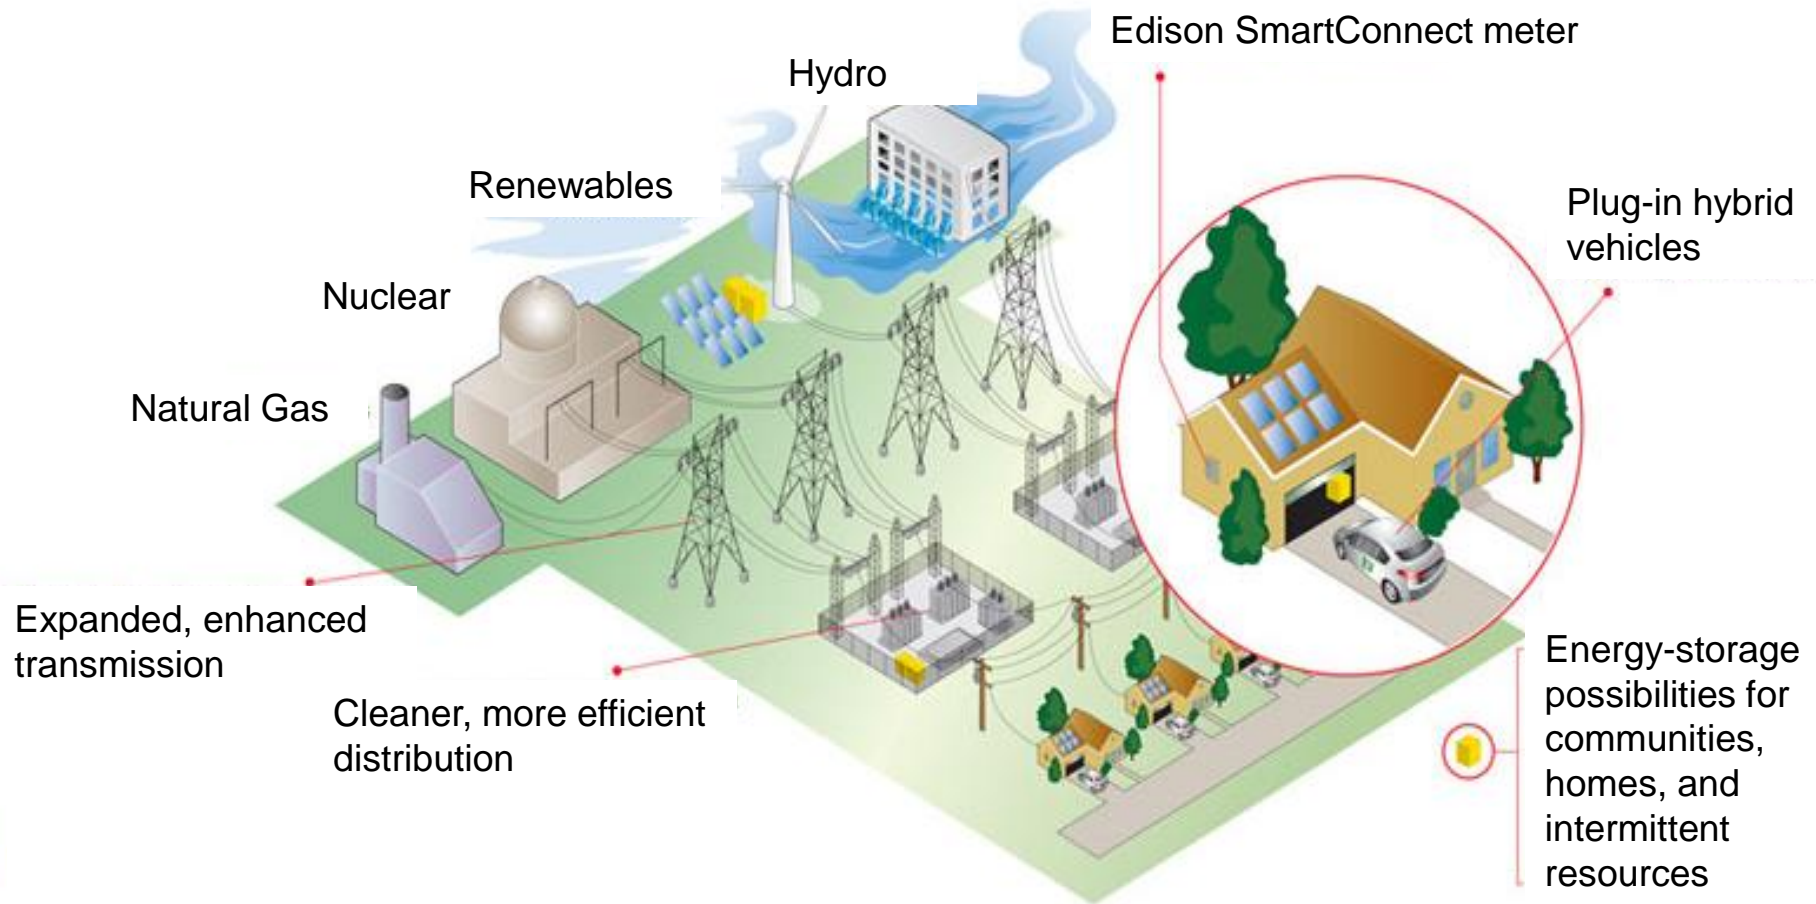 Edison SmartConnect meter
Hydro
Renewables
Plug-in hybrid
vehicles
Nuclear
Natural Gas
Expanded, enhanced
transmission
Cleaner, more efficient
distribution
Energy-storage
possibilities for
communities,
homes, and
intermittent
resources